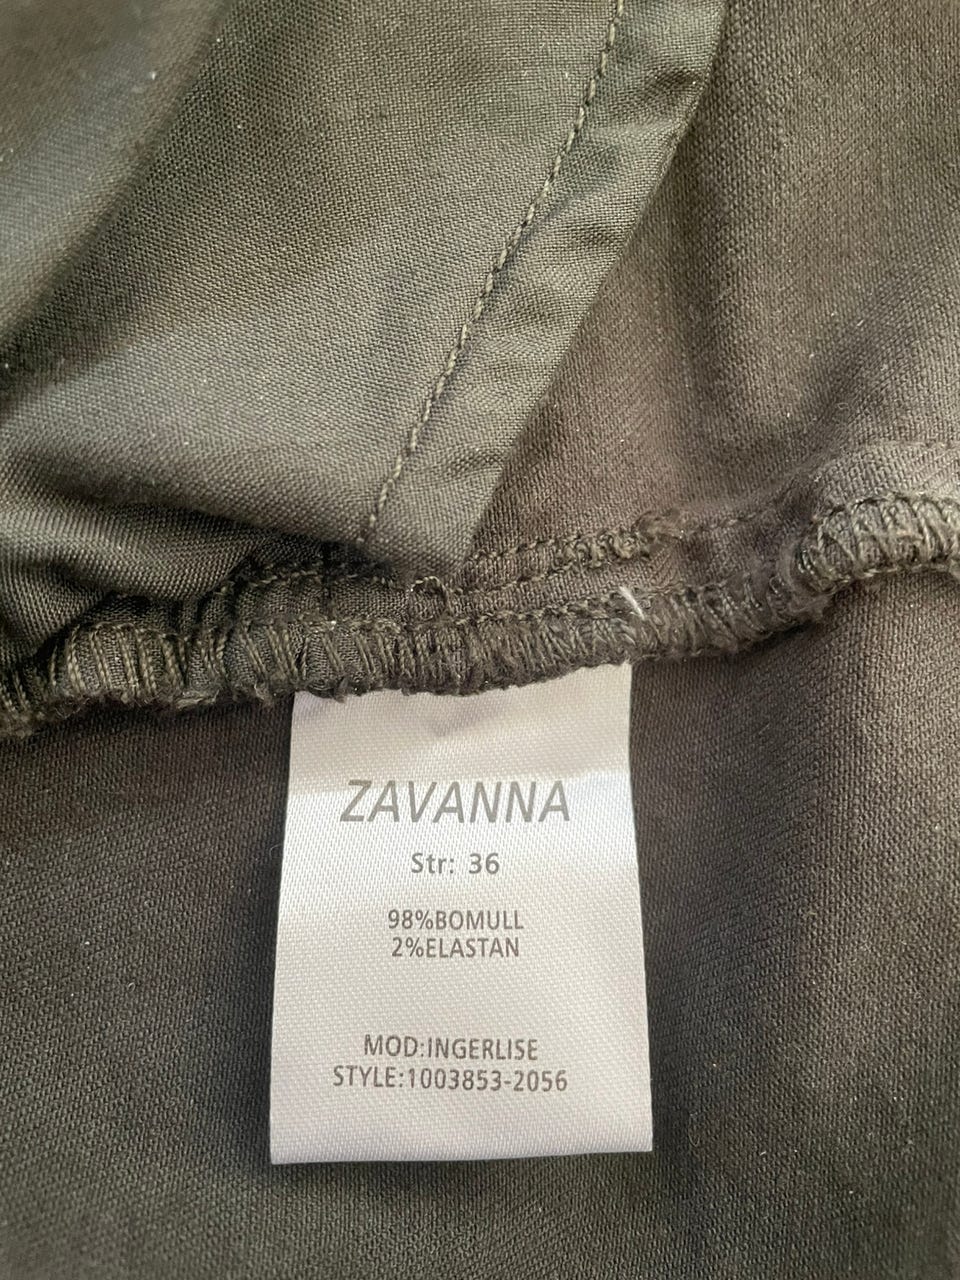 ZAVANNA
Str: 36
98%BOMULL
2%ELASTAN
MOD:INGERLISE
STYLE:1003853-2056